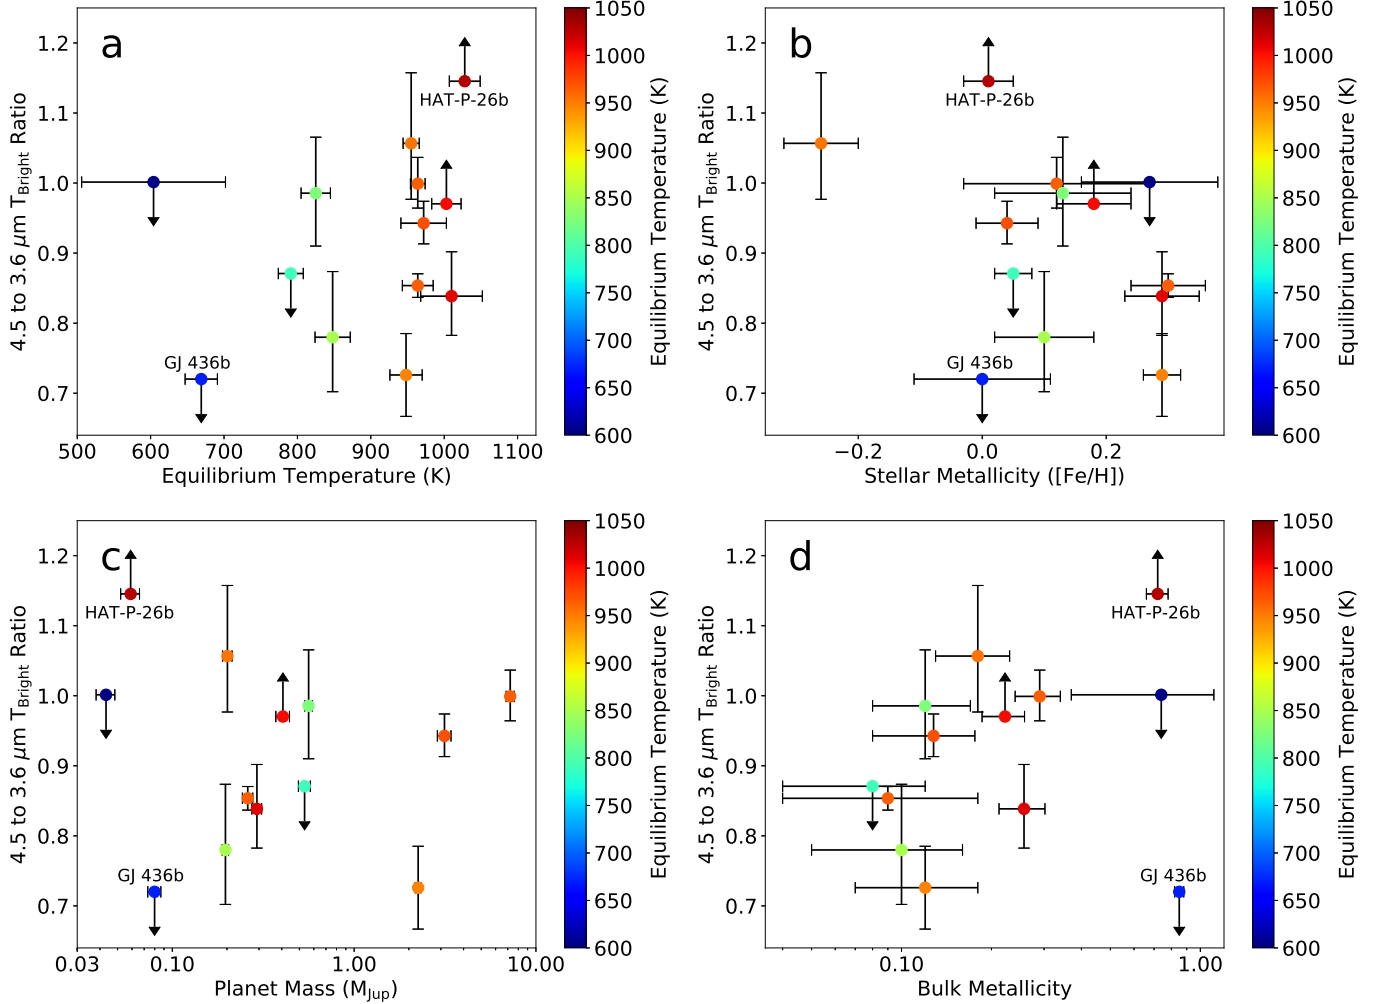 a
1.2
1.1
1.0
0.9
0.8
0.7
4.5 to 3.6 μm T_Bright Ratio
HAT-P-26b
GJ 436b
500 600 700 800 900 1000 1100
Equilibrium Temperature (K)
1050
1000
950
900
850
800
750
700
650
600
Equilibrium Temperature (K)
b
1.2
1.1
1.0
0.9
0.8
0.7
4.5 to 3.6 μm T_Bright Ratio
HAT-P-26b
GJ 436b
−0.2 0.0 0.2
Stellar Metallicity ([Fe/H])
1050
1000
950
900
850
800
750
700
650
600
Equilibrium Temperature (K)
c
1.2
1.1
1.0
0.9
0.8
0.7
4.5 to 3.6 μm T_Bright Ratio
HAT-P-26b
GJ 436b
0.03 0.10 1.00 10.00
Planet Mass (M_Jup)
1050
1000
950
900
850
800
750
700
650
600
Equilibrium Temperature (K)
d
1.2
1.1
1.0
0.9
0.8
0.7
4.5 to 3.6 μm T_Bright Ratio
HAT-P-26b
GJ 436b
0.10 1.00
Bulk Metallicity
1050
1000
950
900
850
800
750
700
650
600
Equilibrium Temperature (K)